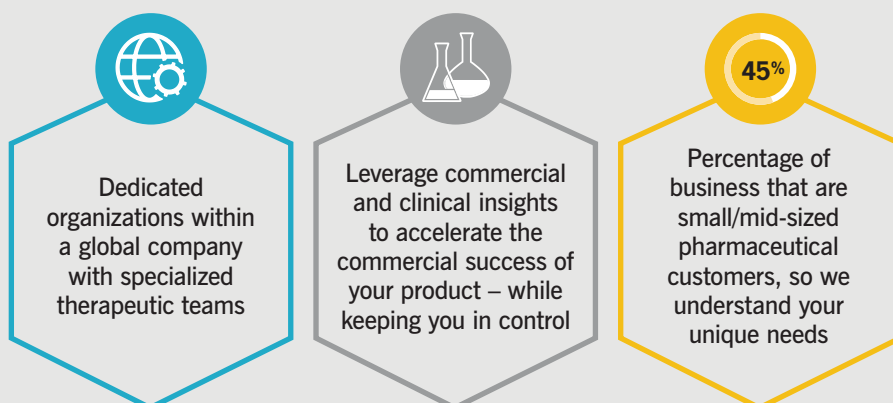 Dedicated
organizations within
a global company
with specialized
therapeutic teams
Leverage commercial
and clinical insights
to accelerate the
commercial success of
your product – while
keeping you in control
45%
Percentage of
business that are
small/mid-sized
pharmaceutical
customers, so we
understand your
unique needs